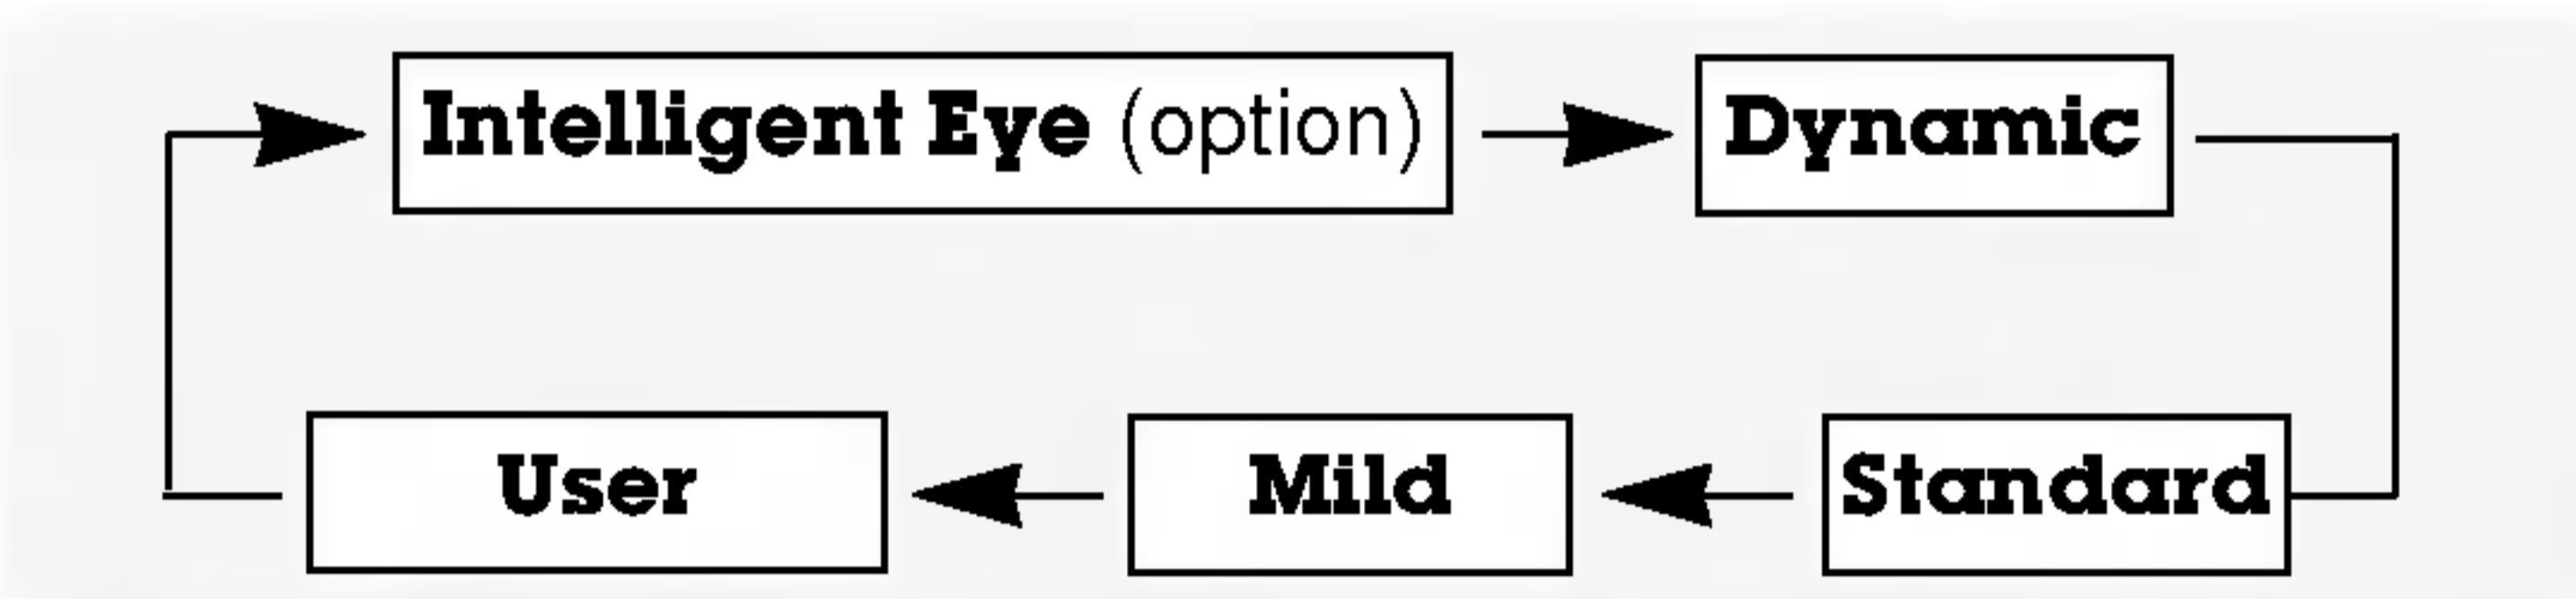 Intelligent Eye (option)
Dynamic
User
Mild
Standard